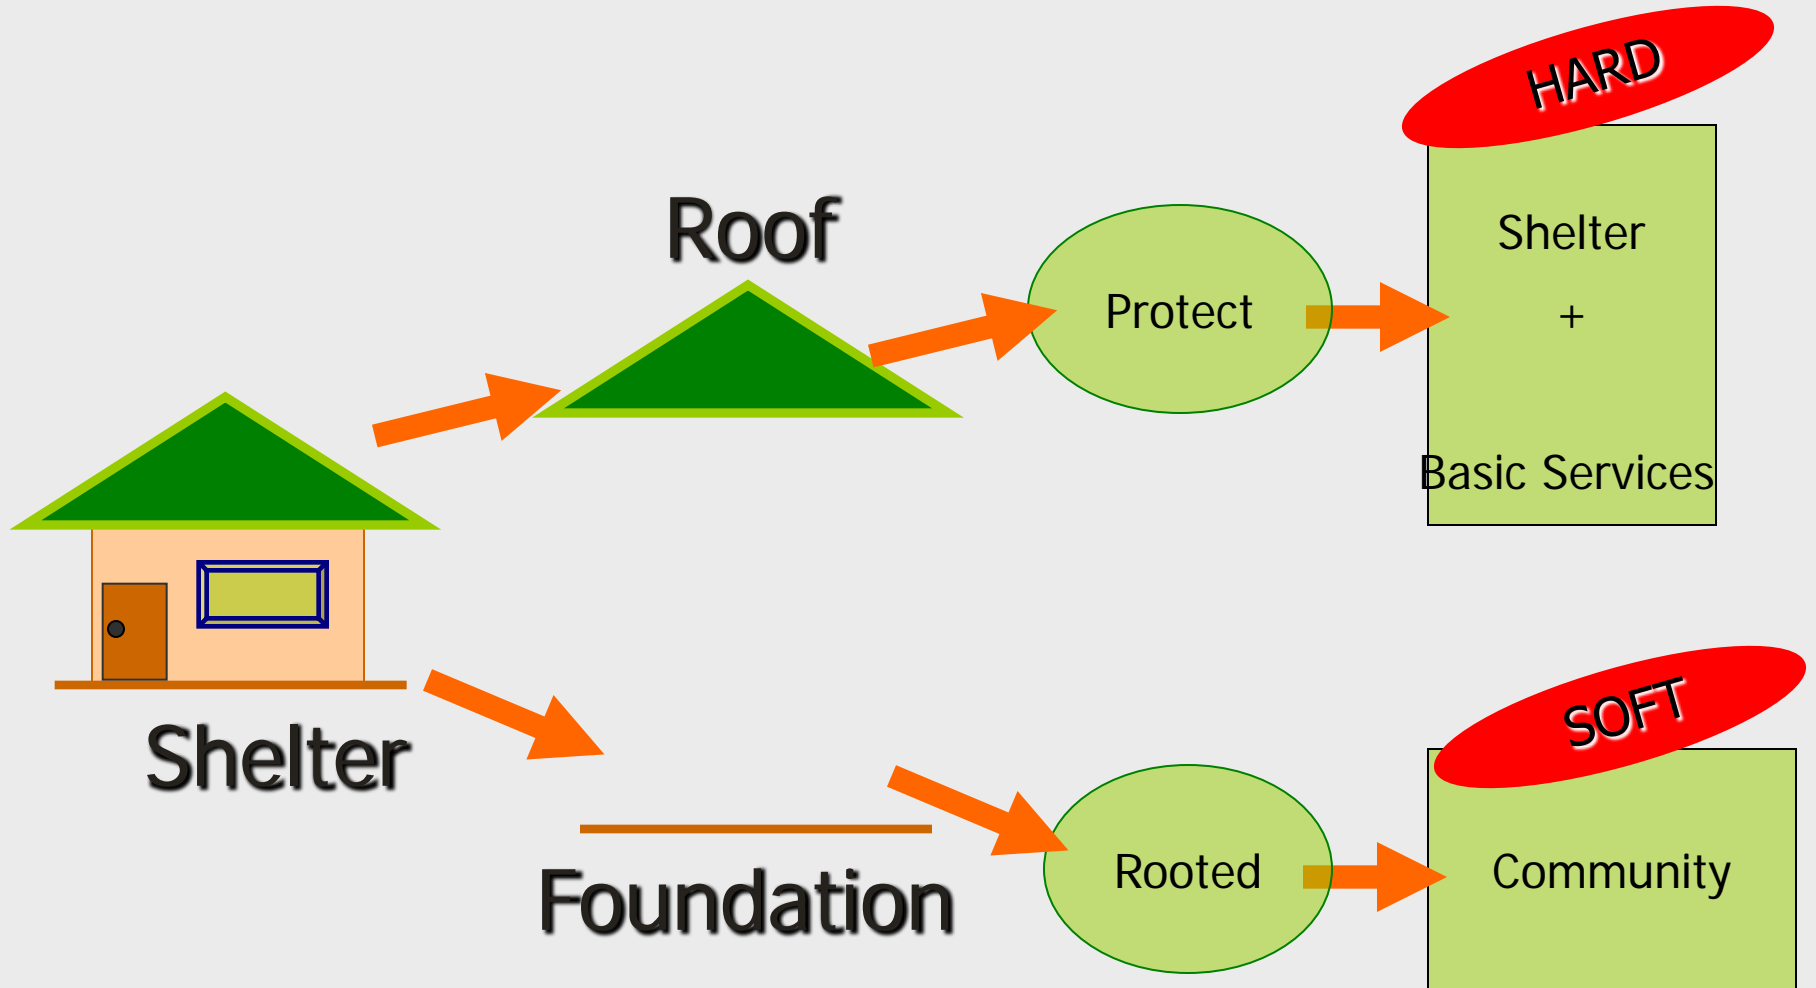 HARD
Roof
Shelter
Protect
+
Basic Services
Shelter
SOFT
Foundation
Rooted
Community